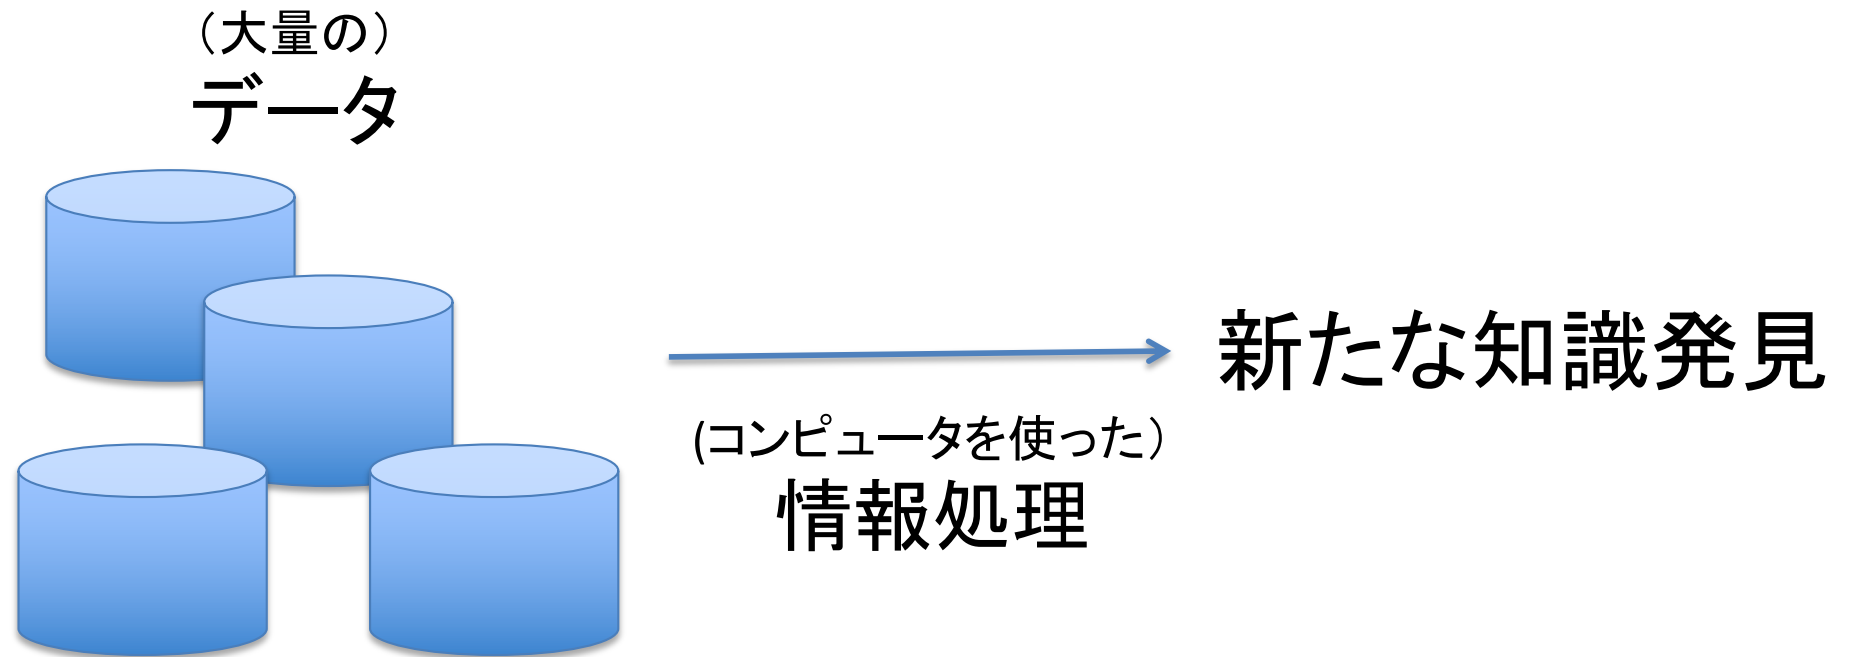 （大量の）
データ
新たな知識発見
(コンピュータを使った）
情報処理